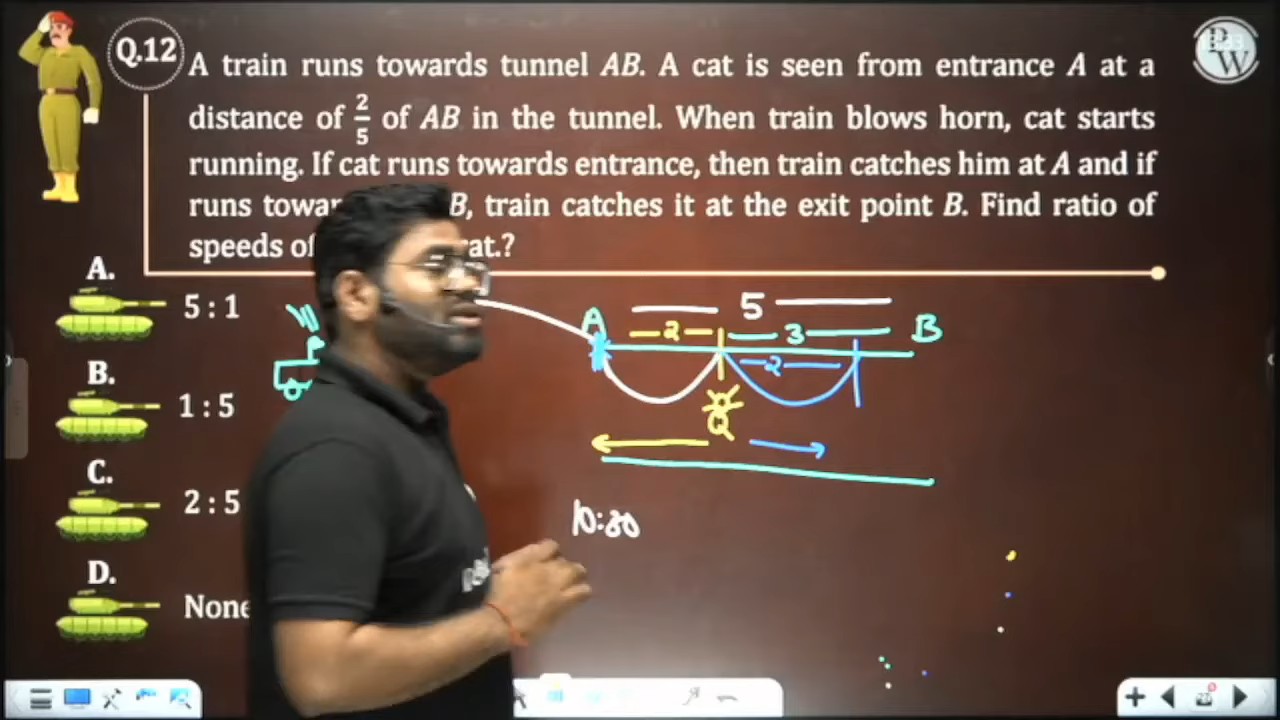 Q.12
A train runs towards tunnel AB. A cat is seen from entrance A at a
distance of 2/5 of AB in the tunnel. When train blows horn, cat starts
running. If cat runs towards entrance, then train catches him at A and if
runs B, train catches it at the exit point B. Find ratio of
speeds of cat.?
A.
5 : 1
B.
1 : 5
C.
2 : 5
D.
None
5
A 2 3 B
2
10:30
W